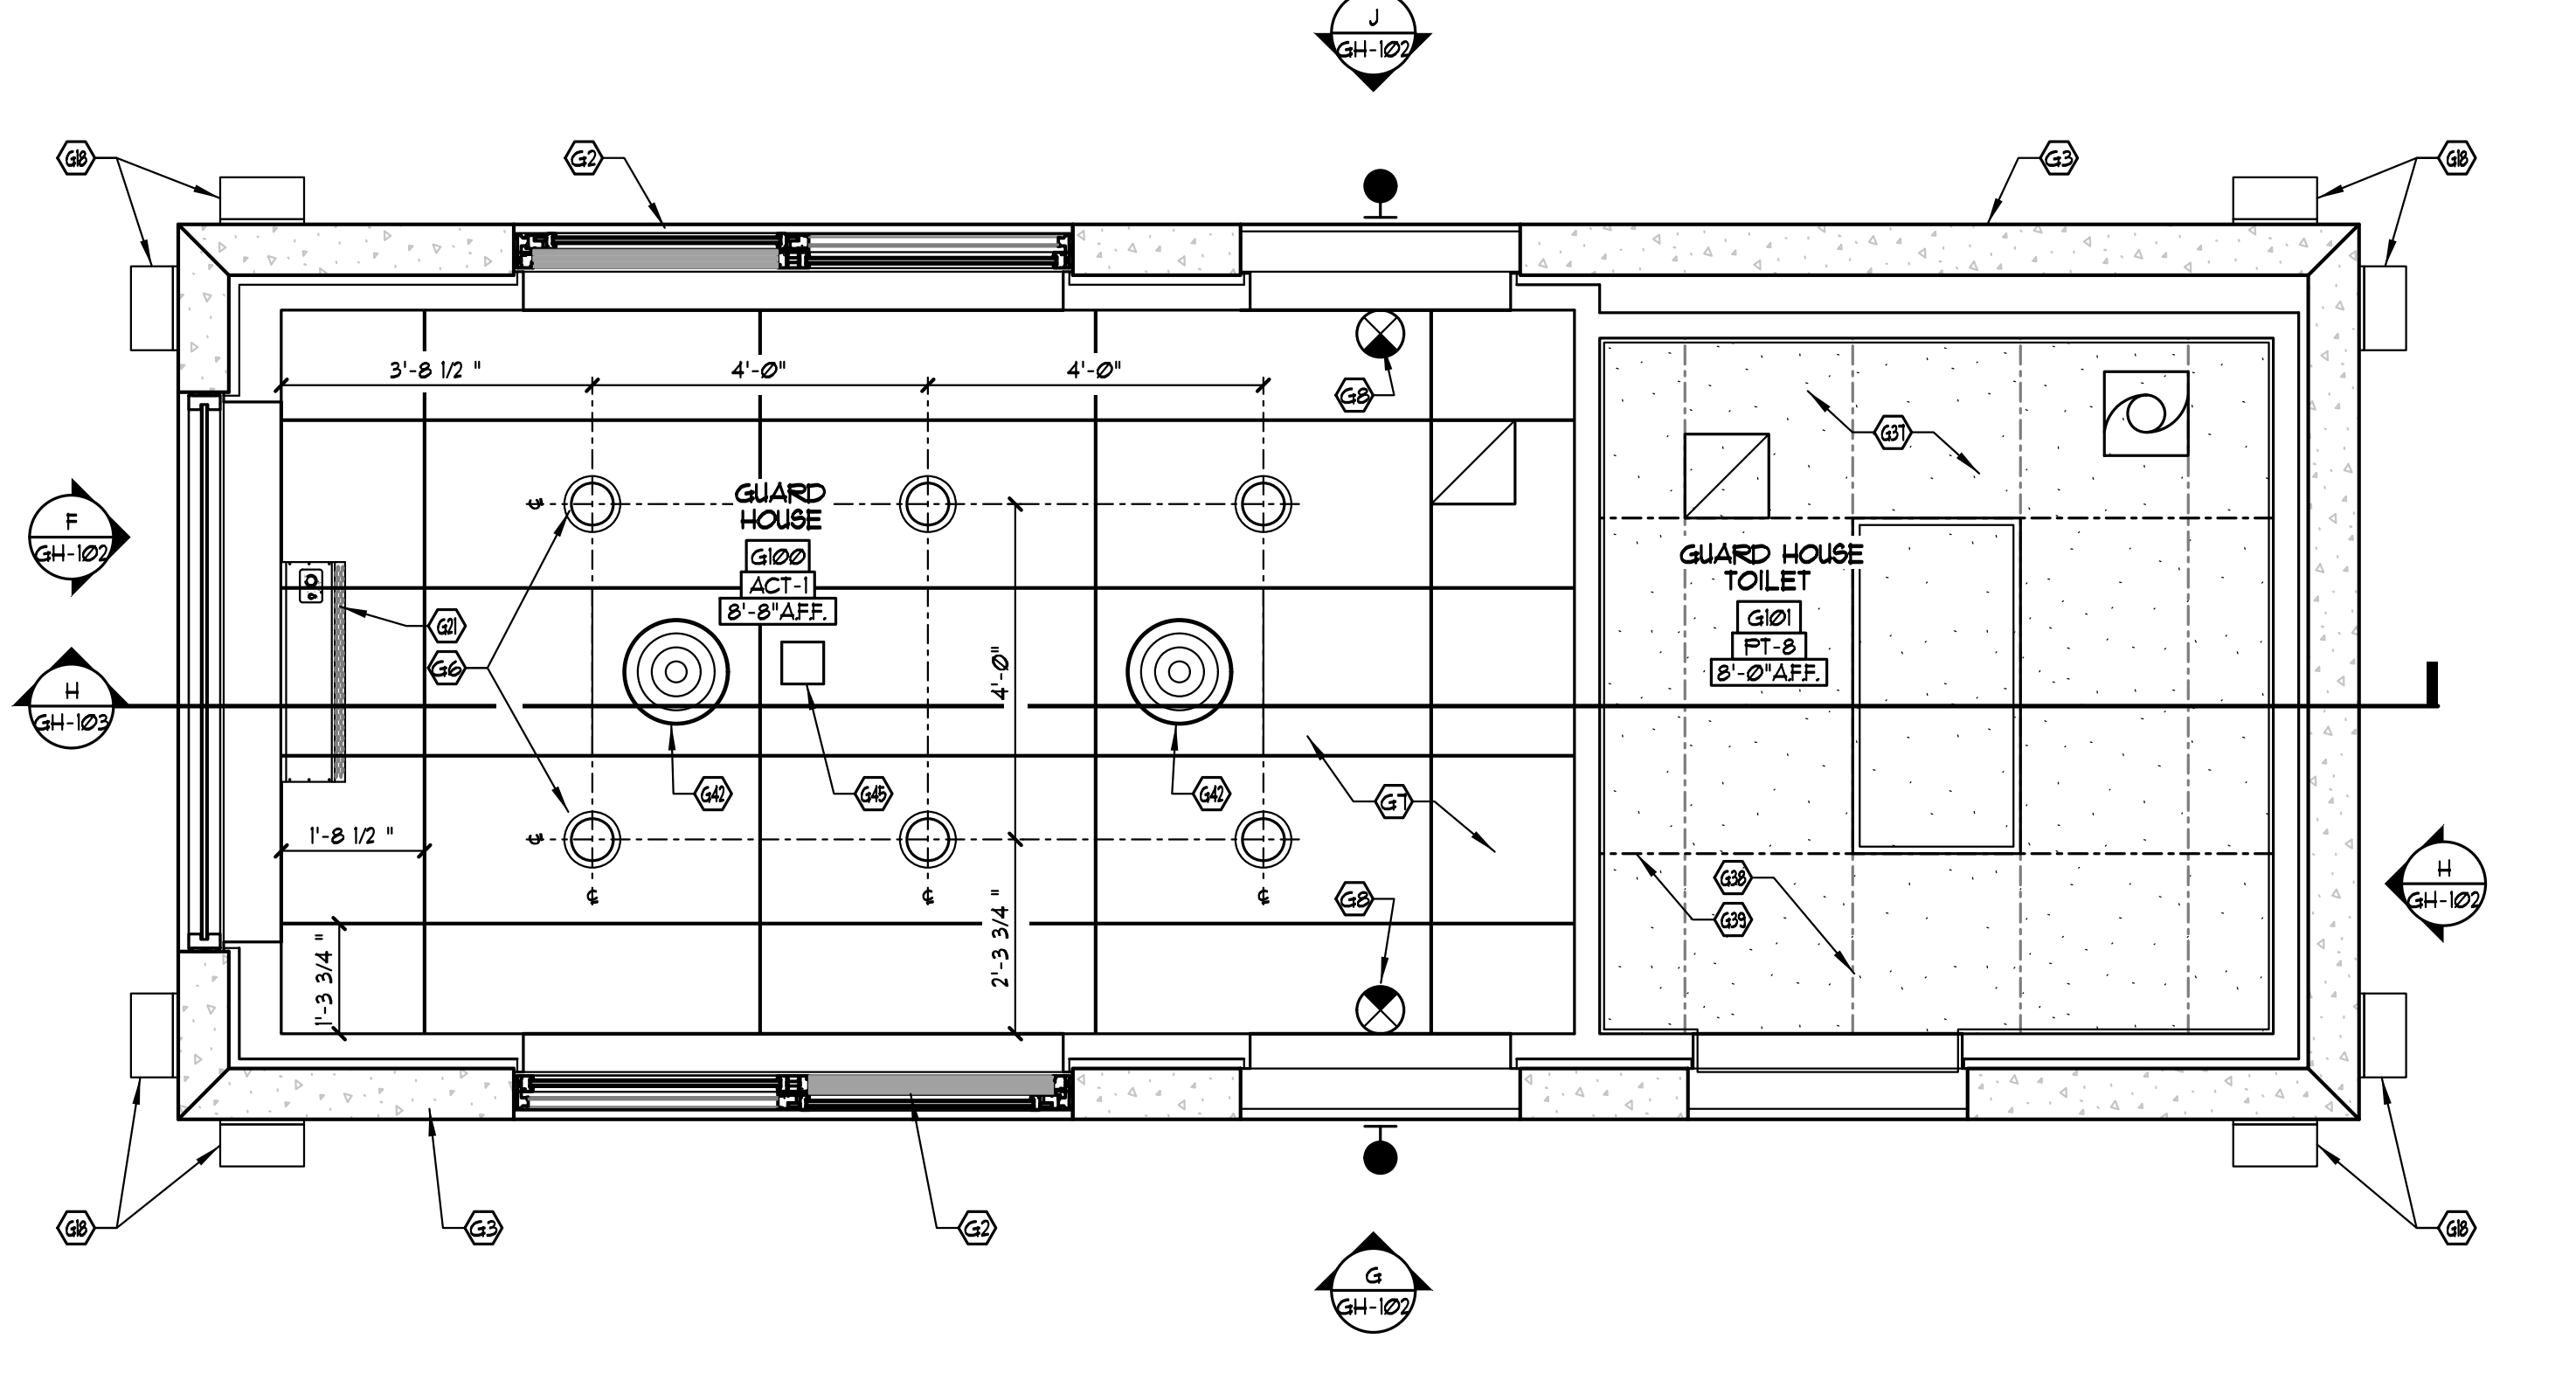 J
GH-102
G18
G2
G3
G18
3'-8 1/2 "
4'-0"
4'-0"
G8
G37
GUARD
HOUSE
G100
ACT-1
8'-8"A.F.F.
F
GH-102
GUARD HOUSE
TOILET
G101
PT-8
8'-0"A.F.F.
G21
G6
4'-0"
H
GH-103
G42
G45
G42
G7
1'-8 1/2 "
G38
G39
G8
H
GH-102
℄
℄
℄
℄
℄
1'-3 3/4 "
2'-3 3/4 "
G18
G3
G2
G18
G
GH-102